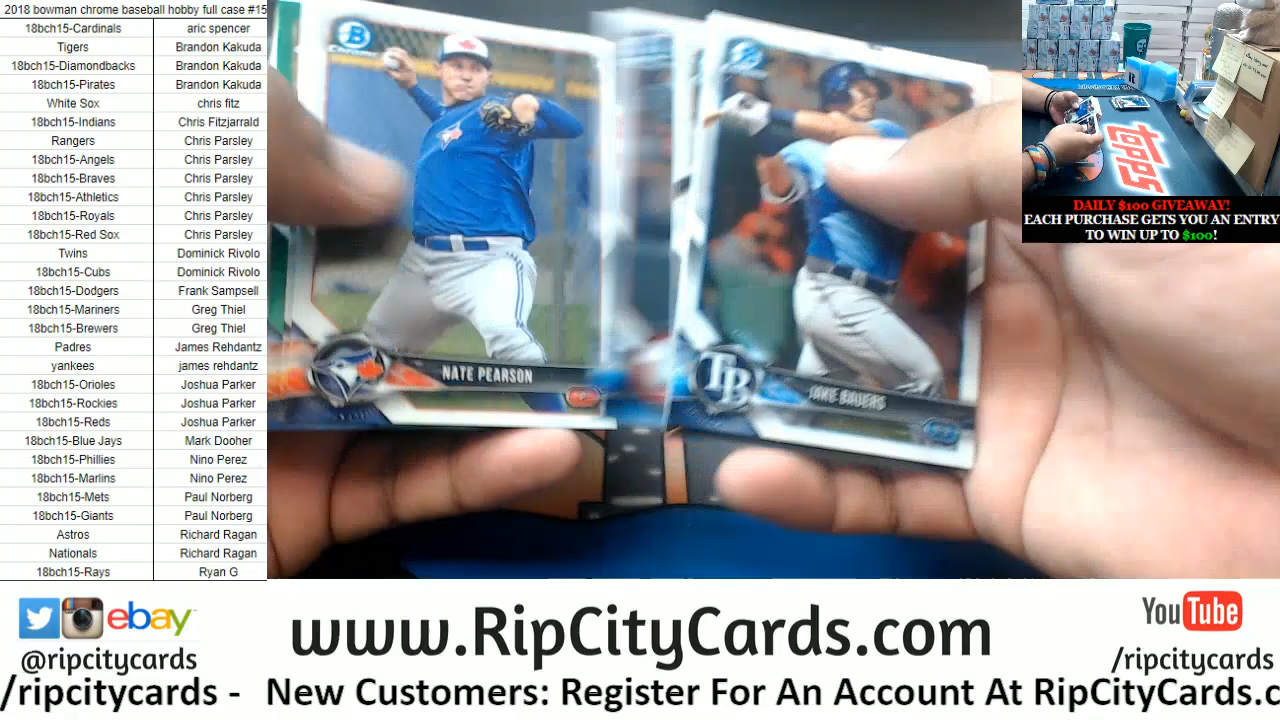 2018 bowman chrome baseball hobby full case #15
18bch15-Cardinals aric spencer
Tigers Brandon Kakuda
18bch15-Diamondbacks Brandon Kakuda
18bch15-Pirates Brandon Kakuda
White Sox chris fitz
18bch15-Indians Chris Fitzjarrald
Rangers Chris Parsley
18bch15-Angels Chris Parsley
18bch15-Braves Chris Parsley
18bch15-Athletics Chris Parsley
18bch15-Royals Chris Parsley
18bch15-Red Sox Chris Parsley
Twins Dominick Rivolo
18bch15-Cubs Dominick Rivolo
18bch15-Dodgers Frank Sampsell
18bch15-Mariners Greg Thiel
18bch15-Brewers Greg Thiel
Padres James Rehdantz
yankees james rehdantz
18bch15-Orioles Joshua Parker
18bch15-Rockies Joshua Parker
18bch15-Reds Joshua Parker
18bch15-Blue Jays Mark Dooher
18bch15-Phillies Nino Perez
18bch15-Marlins Nino Perez
18bch15-Mets Paul Norberg
18bch15-Giants Paul Norberg
Astros Richard Ragan
Nationals Richard Ragan
18bch15-Rays Ryan G
B
Chrome
NATE PEARSON
P
TB
JAKE BAUERS
topps
DAILY $100 GIVEAWAY!
EACH PURCHASE GETS YOU AN ENTRY
TO WIN UP TO $100!
ebay
@ripcitycards
www.RipCityCards.com
YouTube
/ripcitycards
/ripcitycards - New Customers: Register For An Account At RipCityCards.c